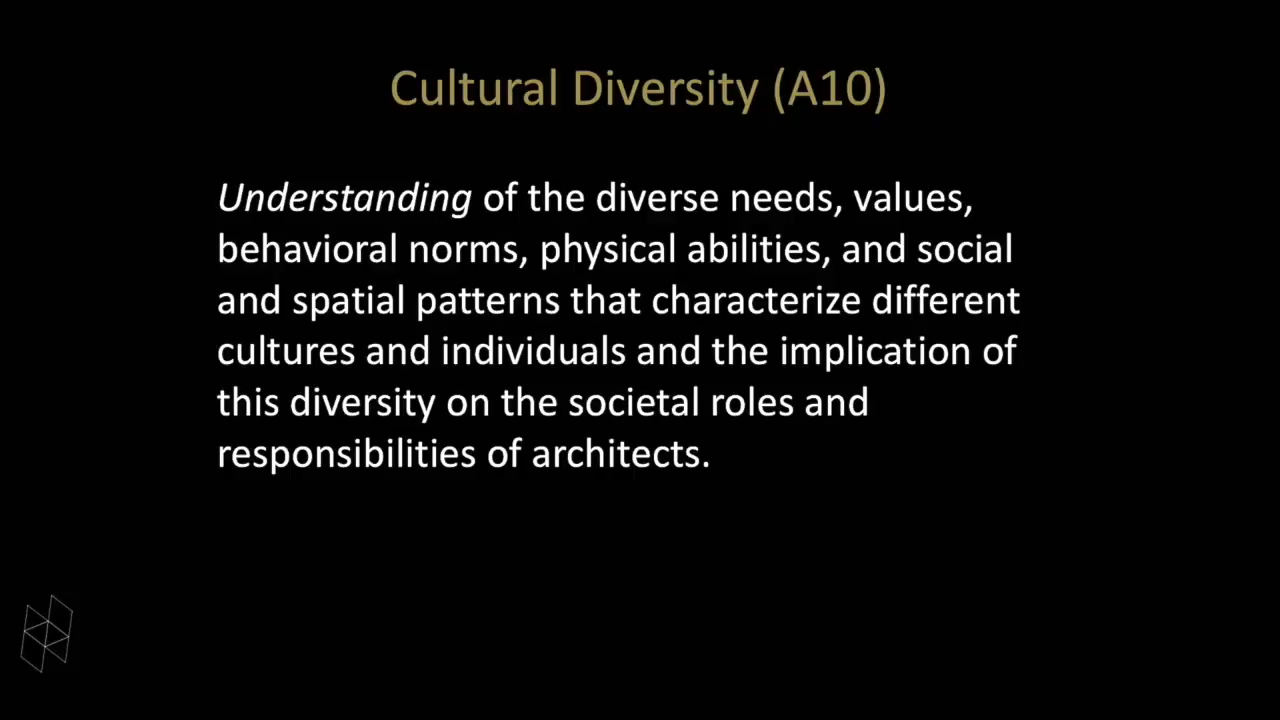 Cultural Diversity (A10)
Understanding of the diverse needs, values,
behavioral norms, physical abilities, and social
and spatial patterns that characterize different
cultures and individuals and the implication of
this diversity on the societal roles and
responsibilities of architects.